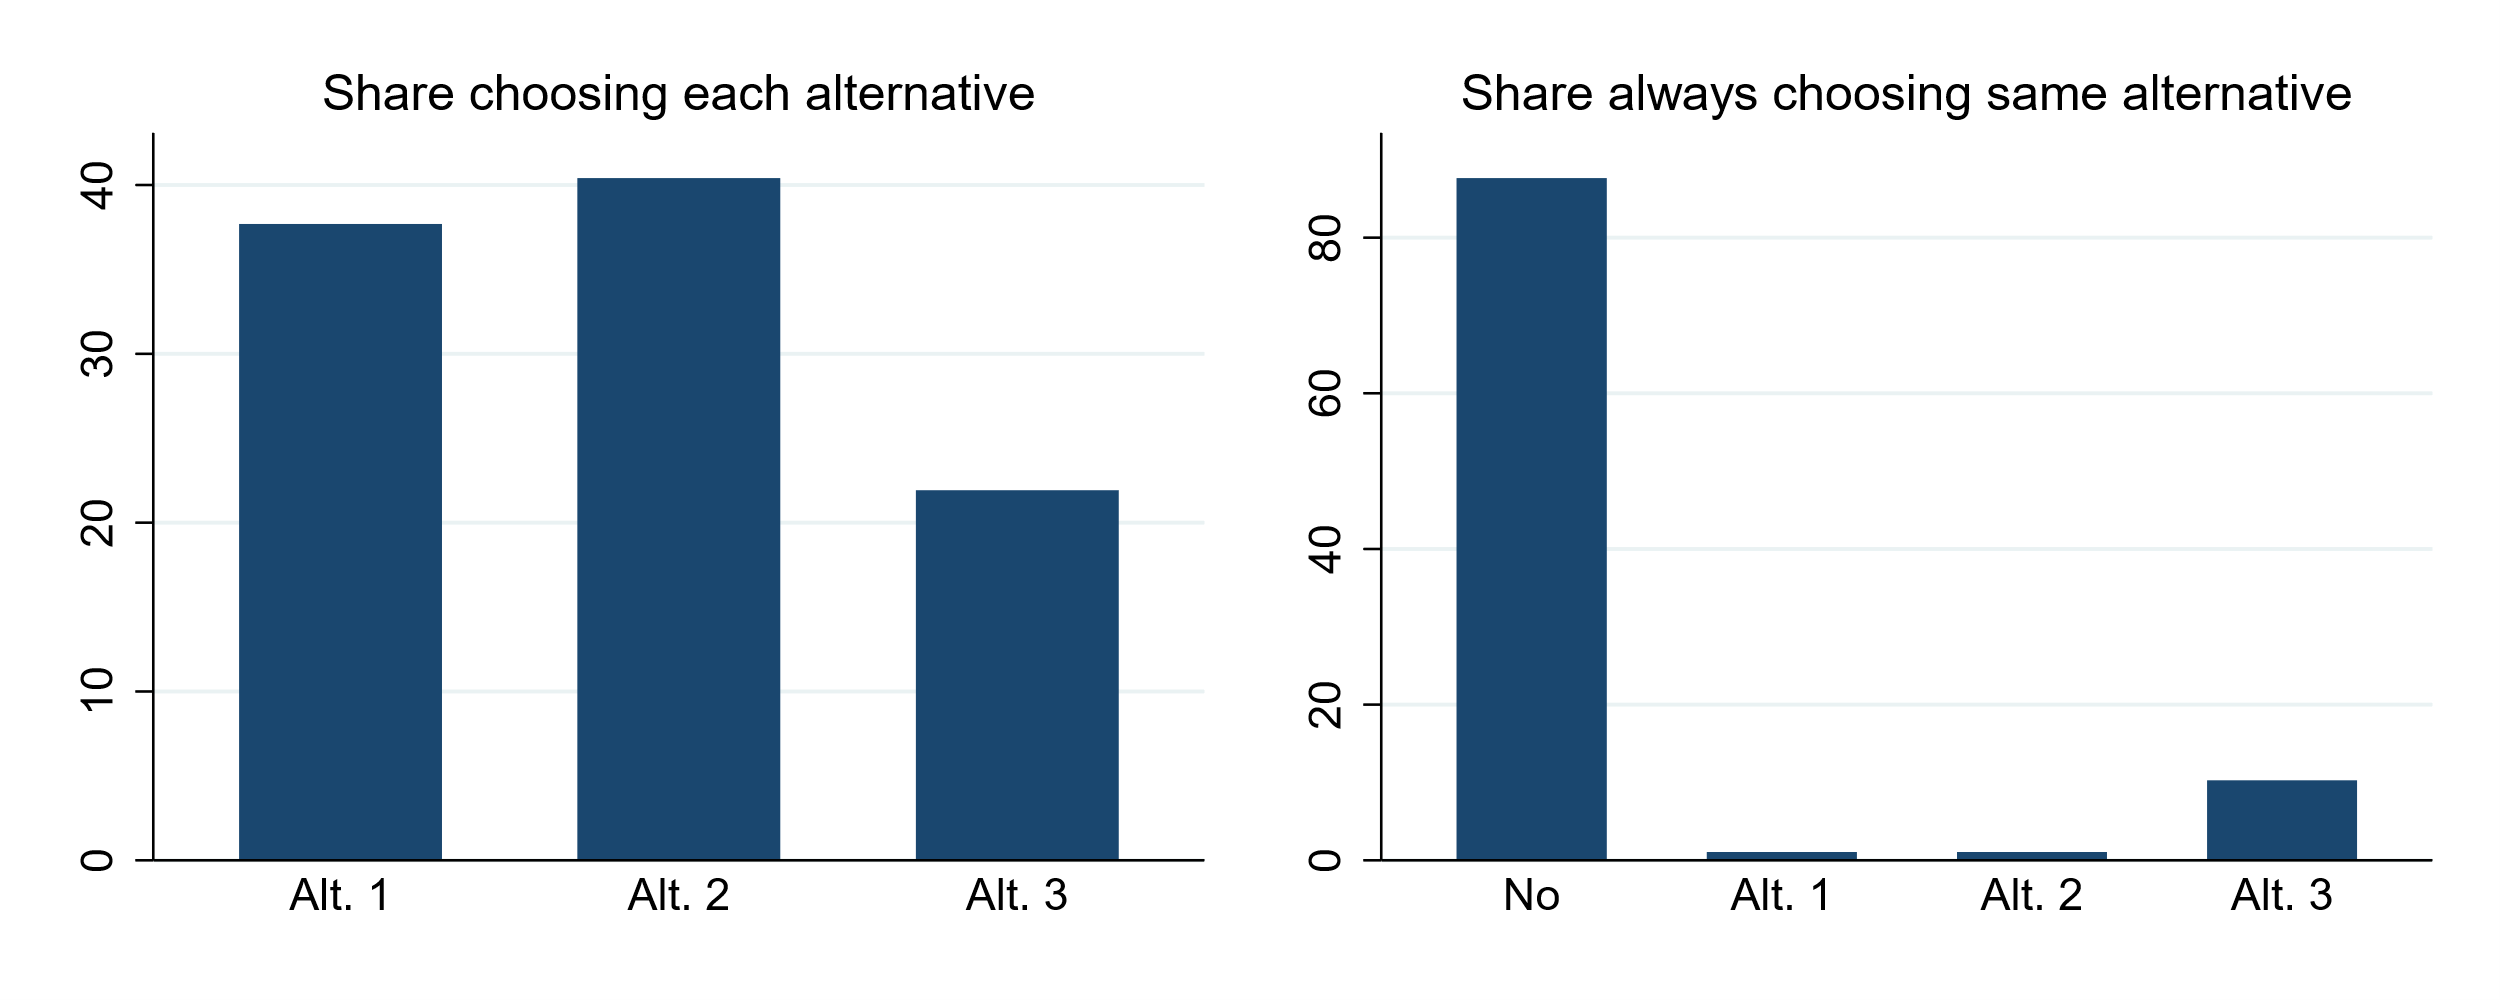 Share choosing each alternative
40
30
20
10
0
Alt. 1 Alt. 2 Alt. 3
Share always choosing same alternative
80
60
40
20
0
No Alt. 1 Alt. 2 Alt. 3